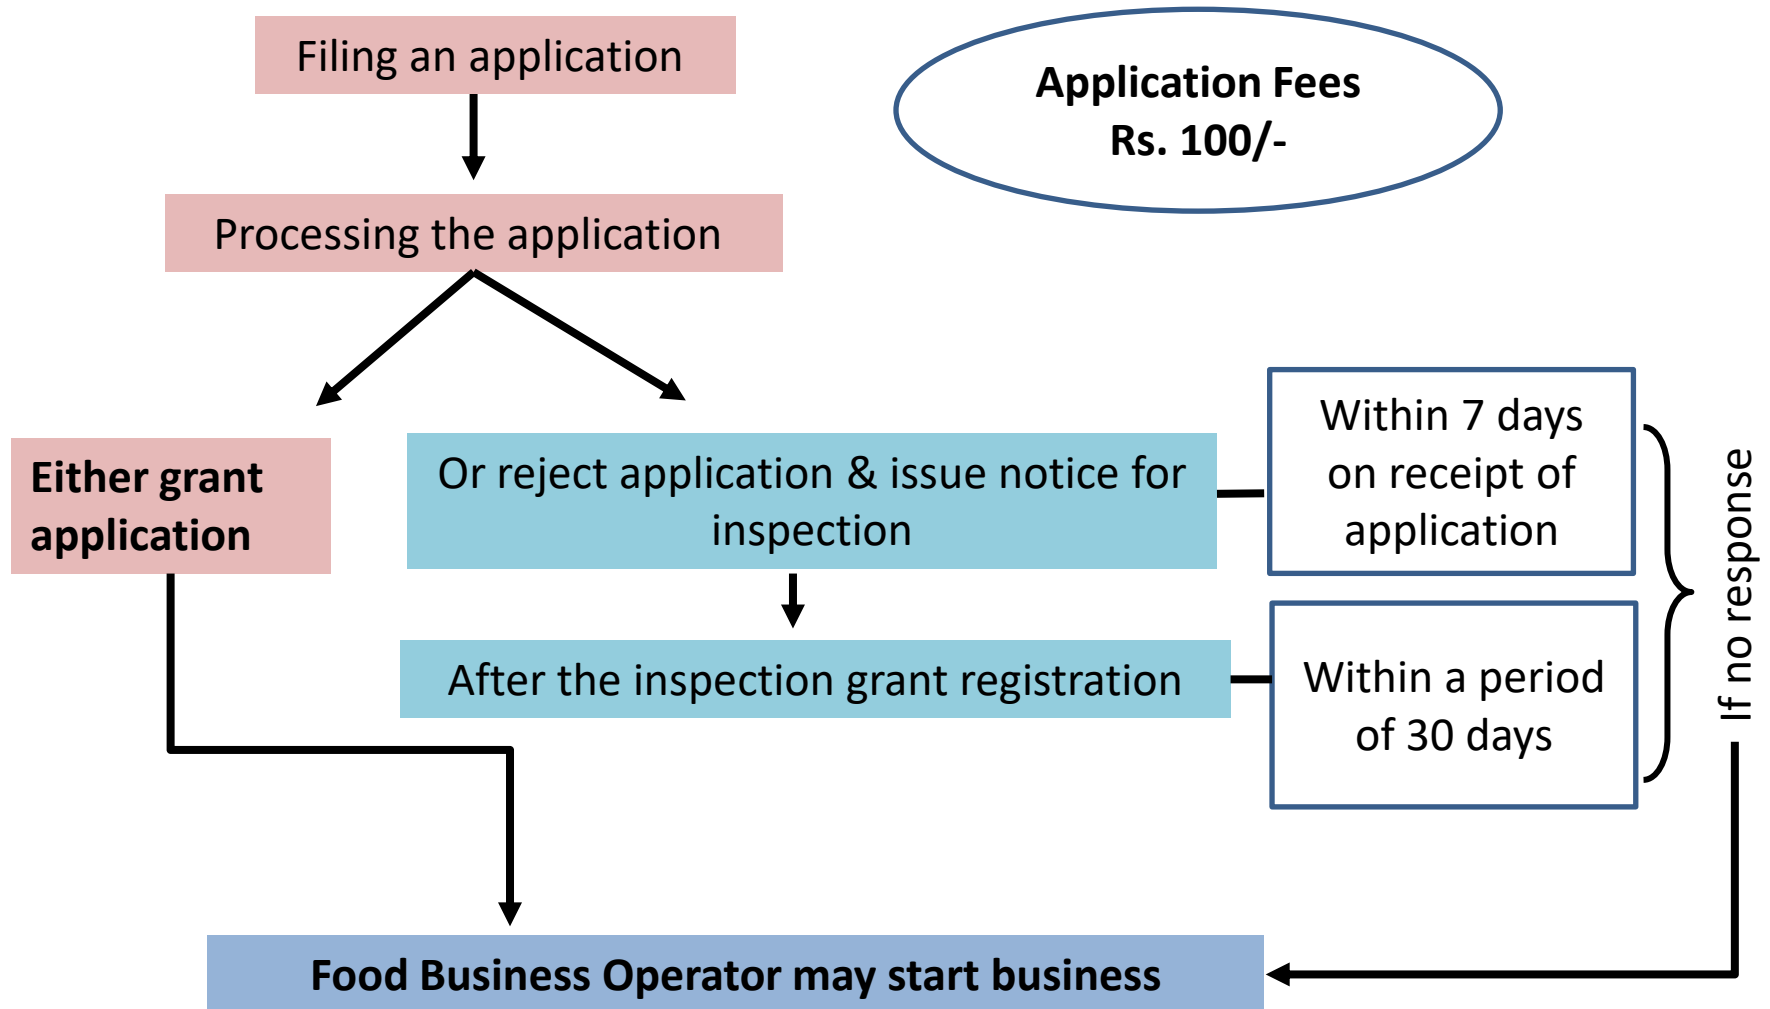 Filing an application
Application Fees
Rs. 100/-
Processing the application
Either grant
application
Or reject application & issue notice for
inspection
Within 7 days
on receipt of
application
After the inspection grant registration
Within a period
of 30 days
If no response
Food Business Operator may start business